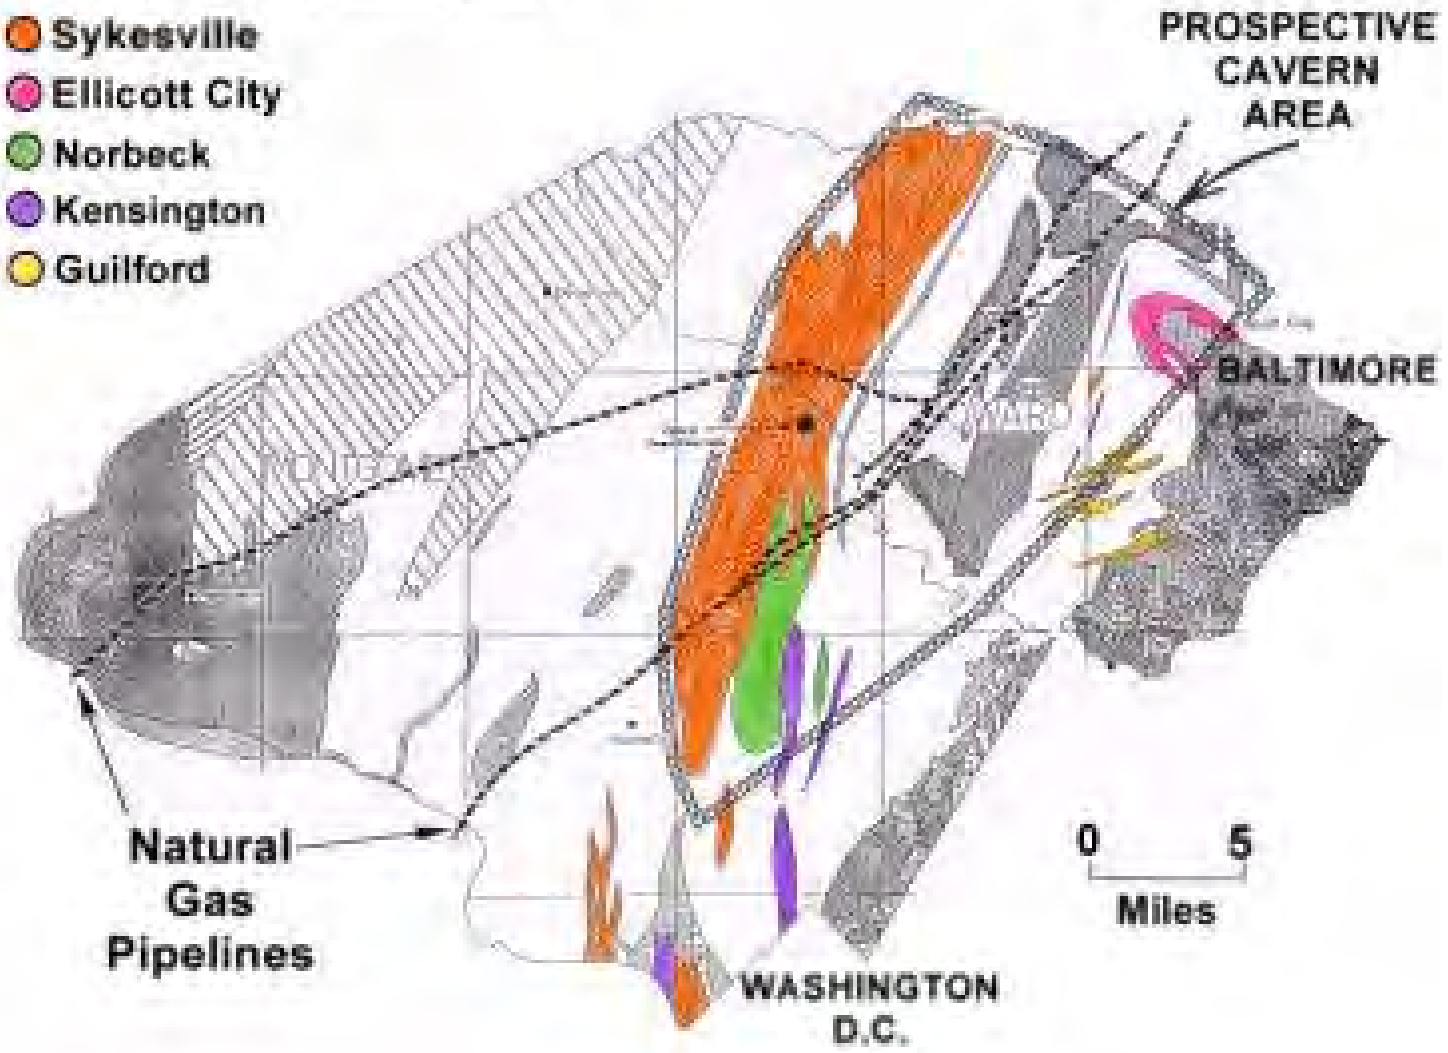 Sykesville
Ellicott City
Norbeck
Kensington
Guilford
PROSPECTIVE
CAVERN
AREA
BALTIMORE
Natural
Gas
Pipelines
0 5
Miles
WASHINGTON
D.C.